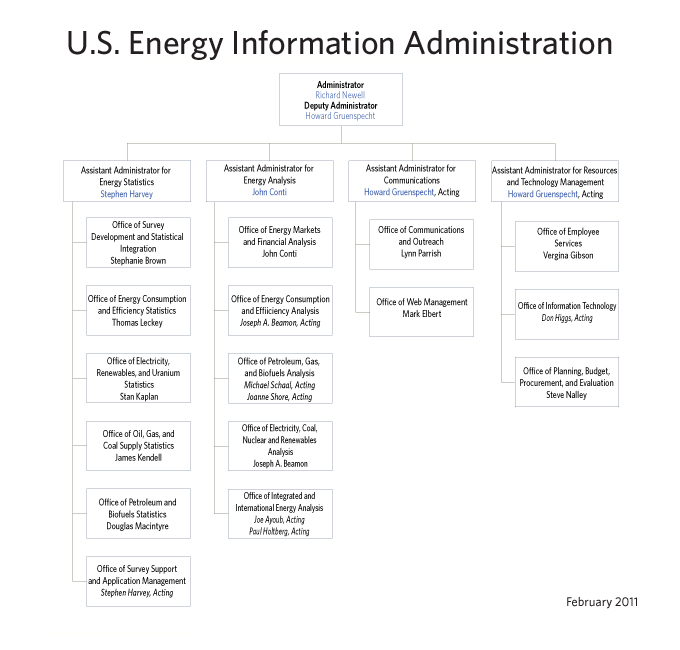 U.S. Energy Information Administration
Administrator
Richard Newell
Deputy Administrator
Howard Gruenspecht
Assistant Administrator for
Energy Statistics
Stephen Harvey
Office of Survey
Development and Statistical
Integration
Stephanie Brown
Office of Energy Consumption
and Efficiency Statistics
Thomas Leckey
Office of Electricity,
Renewables, and Uranium
Statistics
Stan Kaplan
Office of Oil, Gas, and
Coal Supply Statistics
James Kendell
Office of Petroleum and
Biofuels Statistics
Douglas Macintyre
Office of Survey Support
and Application Management
Stephen Harvey, Acting
Assistant Administrator for
Energy Analysis
John Conti
Office of Energy Markets
and Financial Analysis
John Conti
Office of Energy Consumption
and Effiiciency Analysis
Joseph A. Beamon, Acting
Office of Petroleum, Gas,
and Biofuels Analysis
Michael Schaal, Acting
Joanne Shore, Acting
Office of Electricity, Coal,
Nuclear and Renewables
Analysis
Joseph A. Beamon
Office of Integrated and
International Energy Analysis
Joe Ayoub, Acting
Paul Holtberg, Acting
Assistant Administrator for
Communications
Howard Gruenspecht, Acting
Office of Communications
and Outreach
Lynn Parrish
Office of Web Management
Mark Elbert
Assistant Administrator for Resources
and Technology Management
Howard Gruenspecht, Acting
Office of Employee
Services
Vergina Gibson
Office of Information Technology
Don Higgs, Acting
Office of Planning, Budget,
Procurement, and Evaluation
Steve Nalley
February 2011